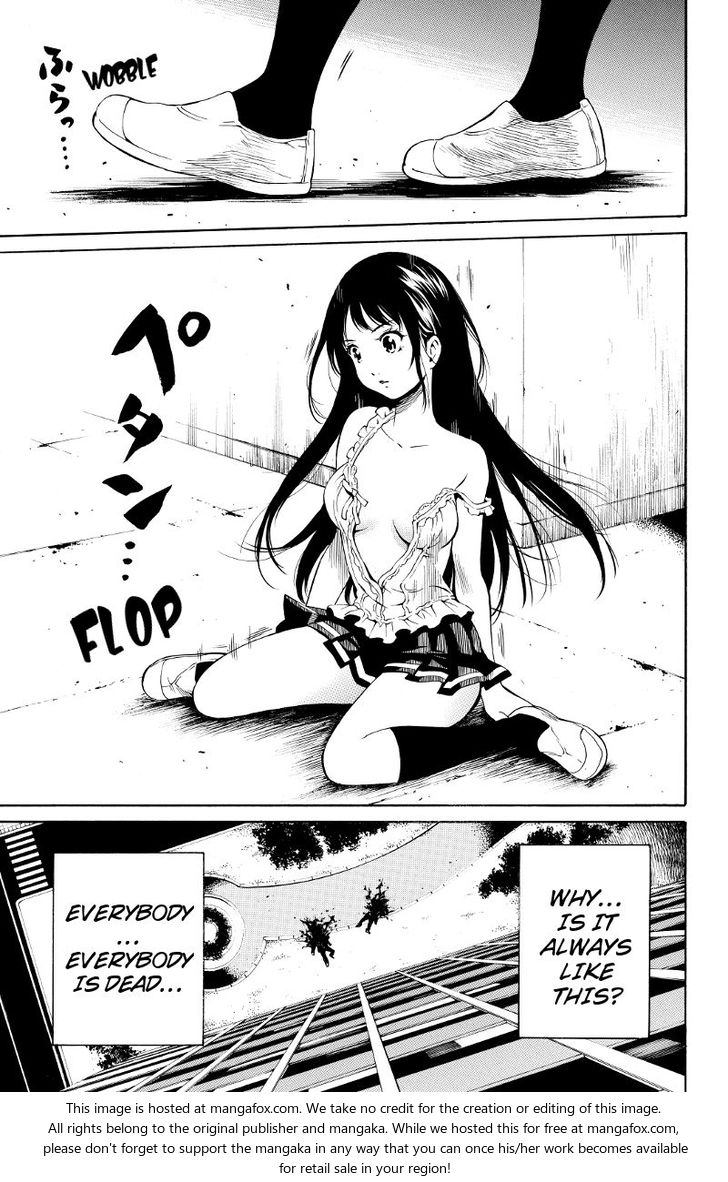 ふらっ…
WOBBLE
ペタン…
FLOP
WHY...
IS IT
ALWAYS
LIKE
THIS?
EVERYBODY
...
EVERYBODY
IS DEAD...
This image is hosted at mangafox.com. We take no credit for the creation or editing of this image.
All rights belong to the original publisher and mangaka. While we hosted this for free at mangafox.com,
please don't forget to support the mangaka in any way that you can once his/her work becomes available
for retail sale in your region!